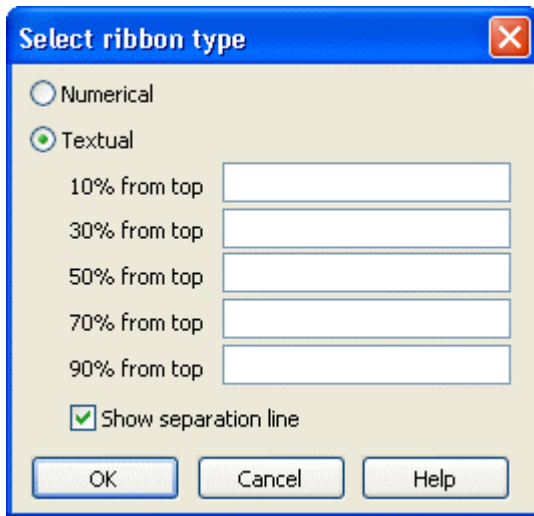 Select ribbon type
Numerical
Textual
10% from top
30% from top
50% from top
70% from top
90% from top
Show separation line
OK Cancel Help